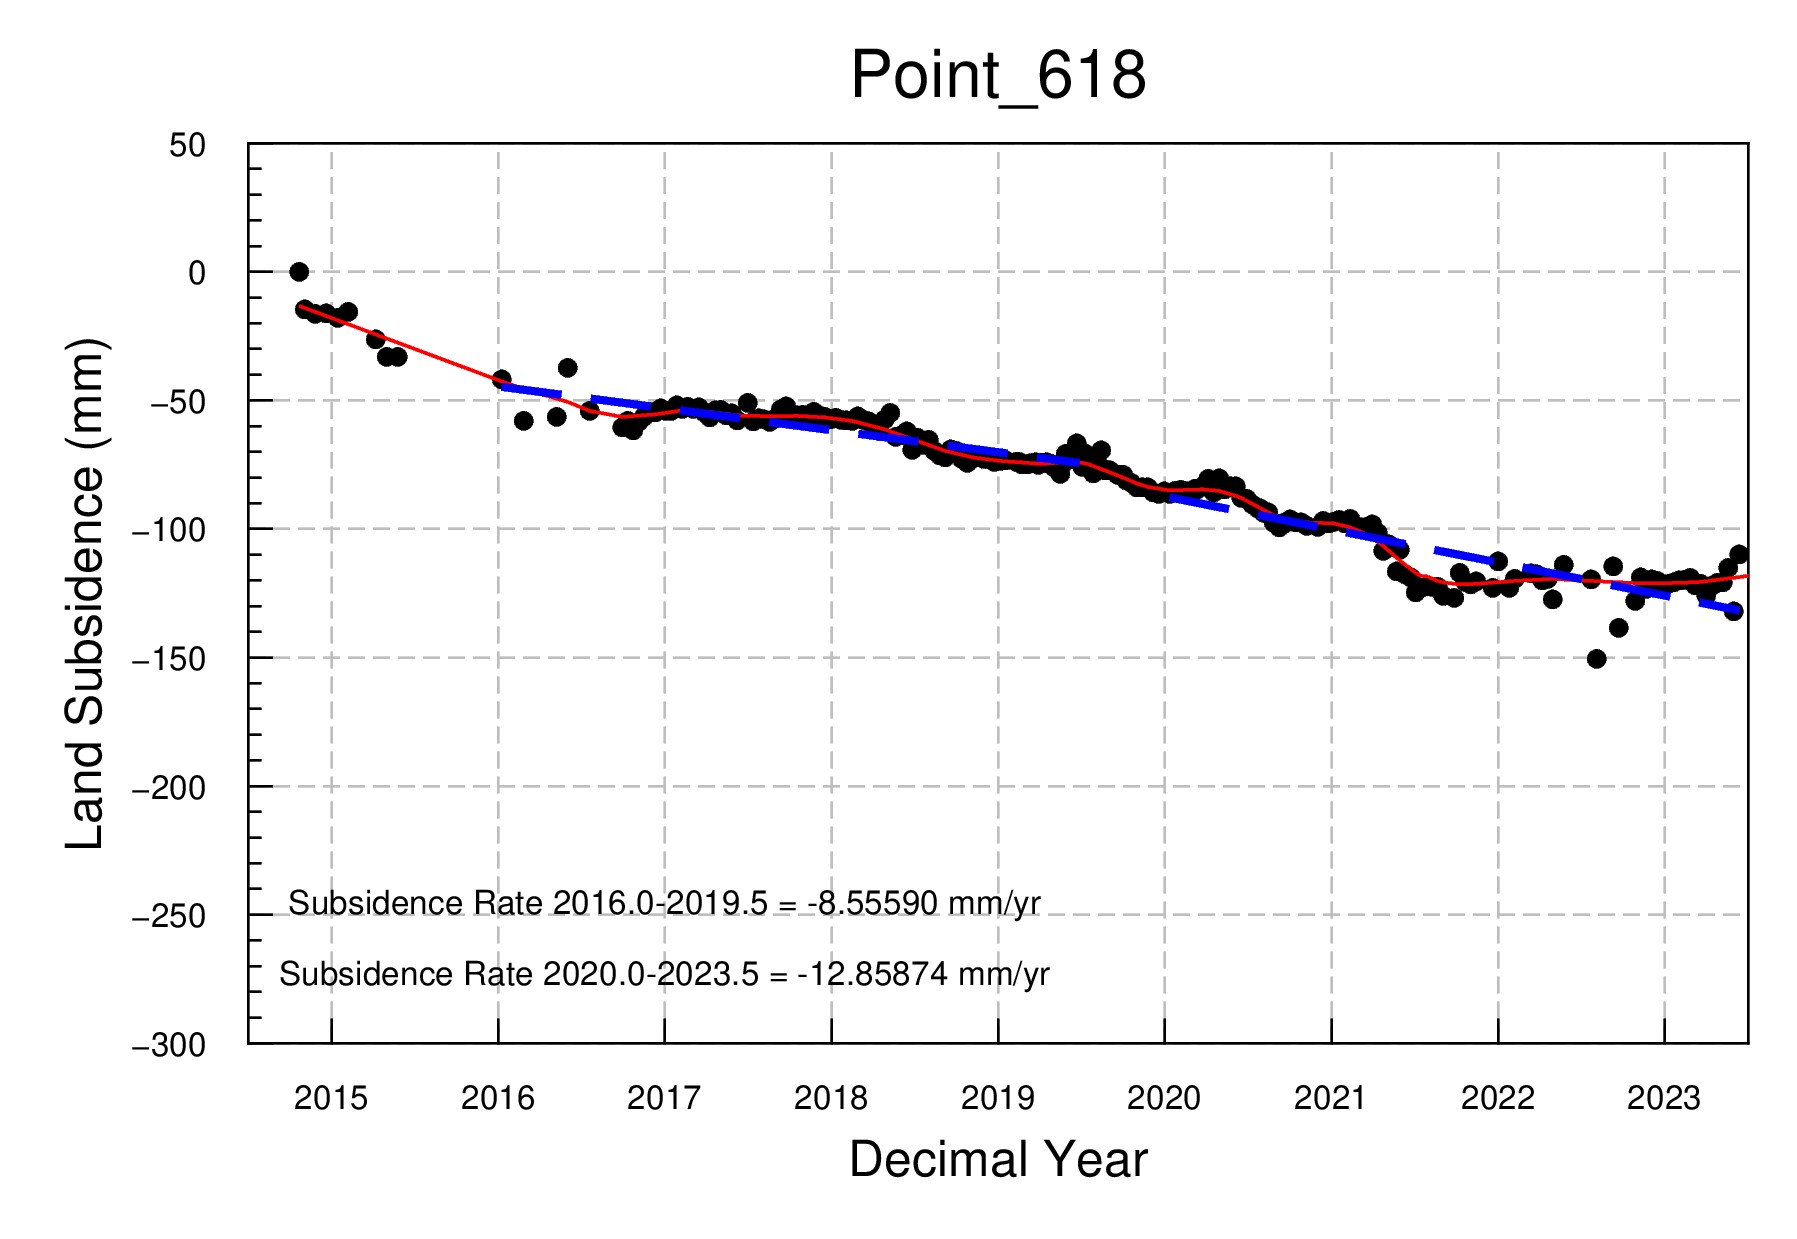 Point_618
50
0
−50
−100
−150
−200
−250
−300
Land Subsidence (mm)
Subsidence Rate 2016.0-2019.5 = -8.55590 mm/yr
Subsidence Rate 2020.0-2023.5 = -12.85874 mm/yr
2015 2016 2017 2018 2019 2020 2021 2022 2023
Decimal Year